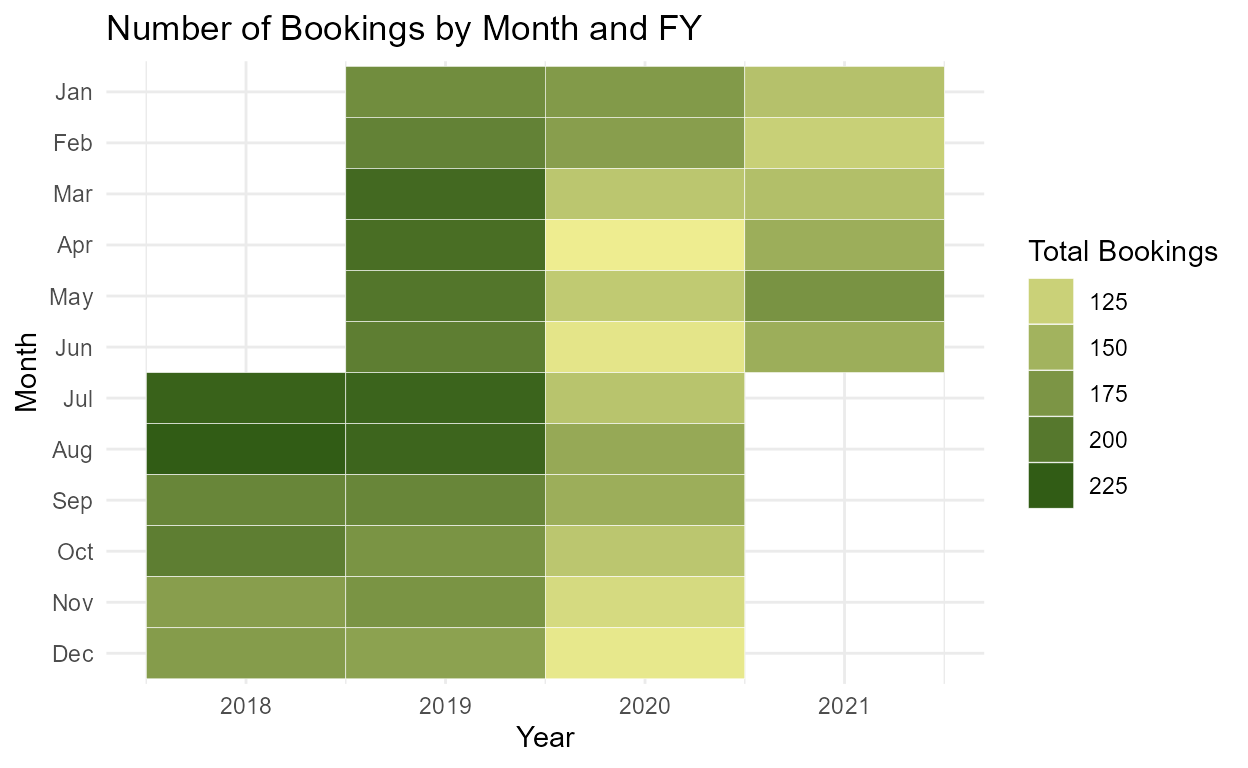 Number of Bookings by Month and FY
Jan
Feb
Mar
Apr
May
Jun
Jul
Aug
Sep
Oct
Nov
Dec
Month
2018 2019 2020 2021
Year
Total Bookings
125
150
175
200
225